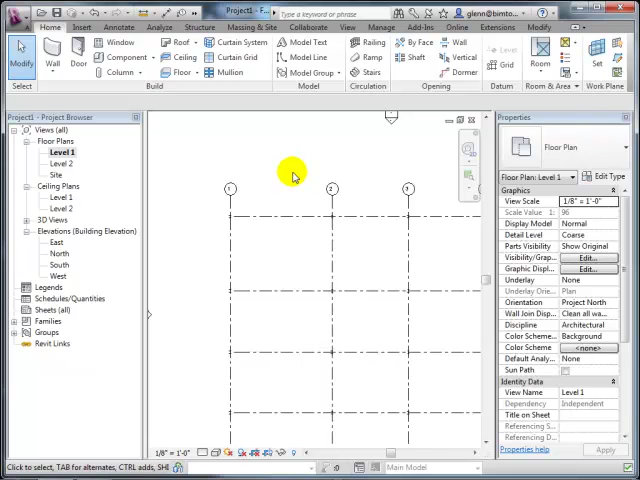 Project1 - F...
Type a keyword or phrase
glenn@bimto...
Home Insert Annotate Analyze Structure Massing & Site Collaborate View Manage Add-Ins Online Extensions Modify
Modify
Wall
Door
Window
Component
Column
Roof
Ceiling
Floor
Curtain System
Curtain Grid
Mullion
Model Text
Model Line
Model Group
Railing
Ramp
Stairs
By Face
Shaft
Wall
Vertical
Dormer
Level
Grid
Room
Set
Select Build Model Circulation Opening Datum Room & Area Work Plane
Project1 - Project Browser
Views (all)
Floor Plans
Level 1
Level 2
Site
Ceiling Plans
Level 1
Level 2
3D Views
Elevations (Building Elevation)
East
North
South
West
Legends
Schedules/Quantities
Sheets (all)
Families
Groups
Revit Links
1 2 3
1/8" = 1'-0"
Properties
Floor Plan
Floor Plan: Level 1 Edit Type
Graphics
View Scale 1/8" = 1'-0"
Scale Value 1: 96
Display Model Normal
Detail Level Coarse
Parts Visibility Show Original
Visibility/Grap... Edit...
Graphic Displ... Edit...
Underlay None
Underlay Orie... Plan
Orientation Project North
Wall Join Disp... Clean all wa...
Discipline Architectural
Color Scheme ... Background
Color Scheme <none>
Default Analy... None
Sun Path
Identity Data
View Name Level 1
Dependency Independent
Title on Sheet
Referencing S...
Referencing D...
Properties help Apply
Click to select, TAB for alternates, CTRL adds, SHI :0 Main Model